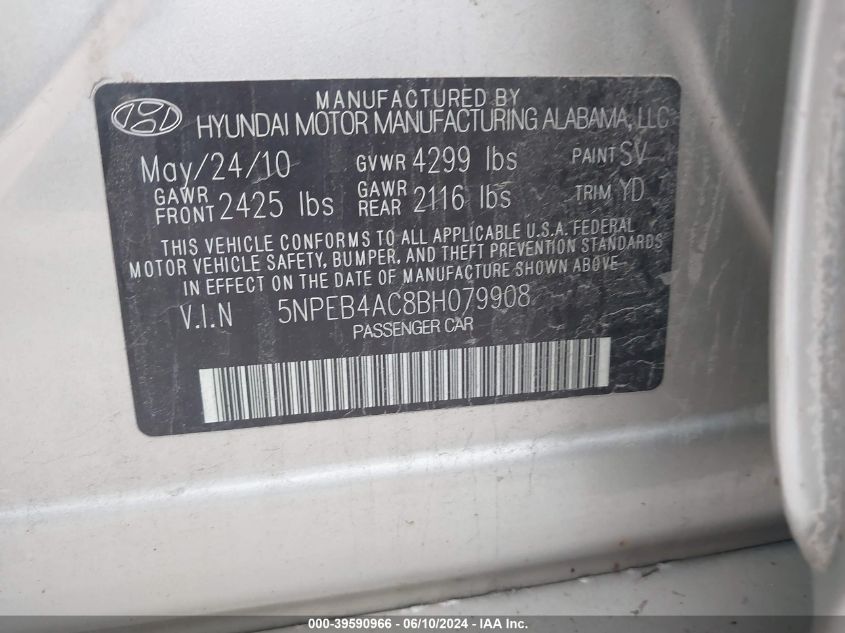 MANUFACTURED BY
HYUNDAI MOTOR MANUFACTURING ALABAMA, LLC
May/24/10 GVWR 4299 lbs PAINT SV
GAWR FRONT 2425 lbs GAWR REAR 2116 lbs TRIM YD
THIS VEHICLE CONFORMS TO ALL APPLICABLE U.S.A. FEDERAL
MOTOR VEHICLE SAFETY, BUMPER, AND THEFT PREVENTION STANDARDS
IN EFFECT ON THE DATE OF MANUFACTURE SHOWN ABOVE.
V.I.N 5NPEB4AC8BH079908
PASSENGER CAR
000-39590966 - 06/10/2024 - IAA Inc.